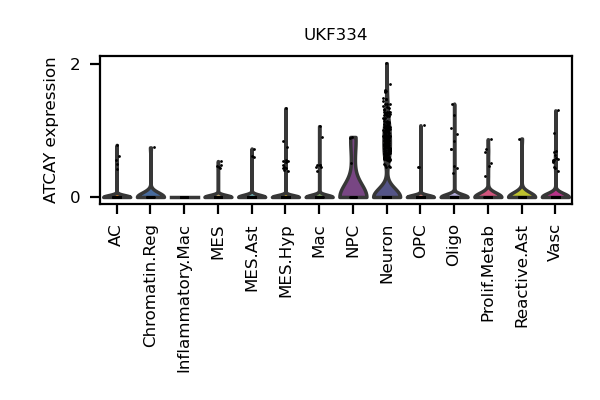 UKF334
ATCAY expression
2
0
AC
Chromatin.Reg
Inflammatory.Mac
MES
MES.Ast
MES.Hyp
Mac
NPC
Neuron
OPC
Oligo
Prolif.Metab
Reactive.Ast
Vasc